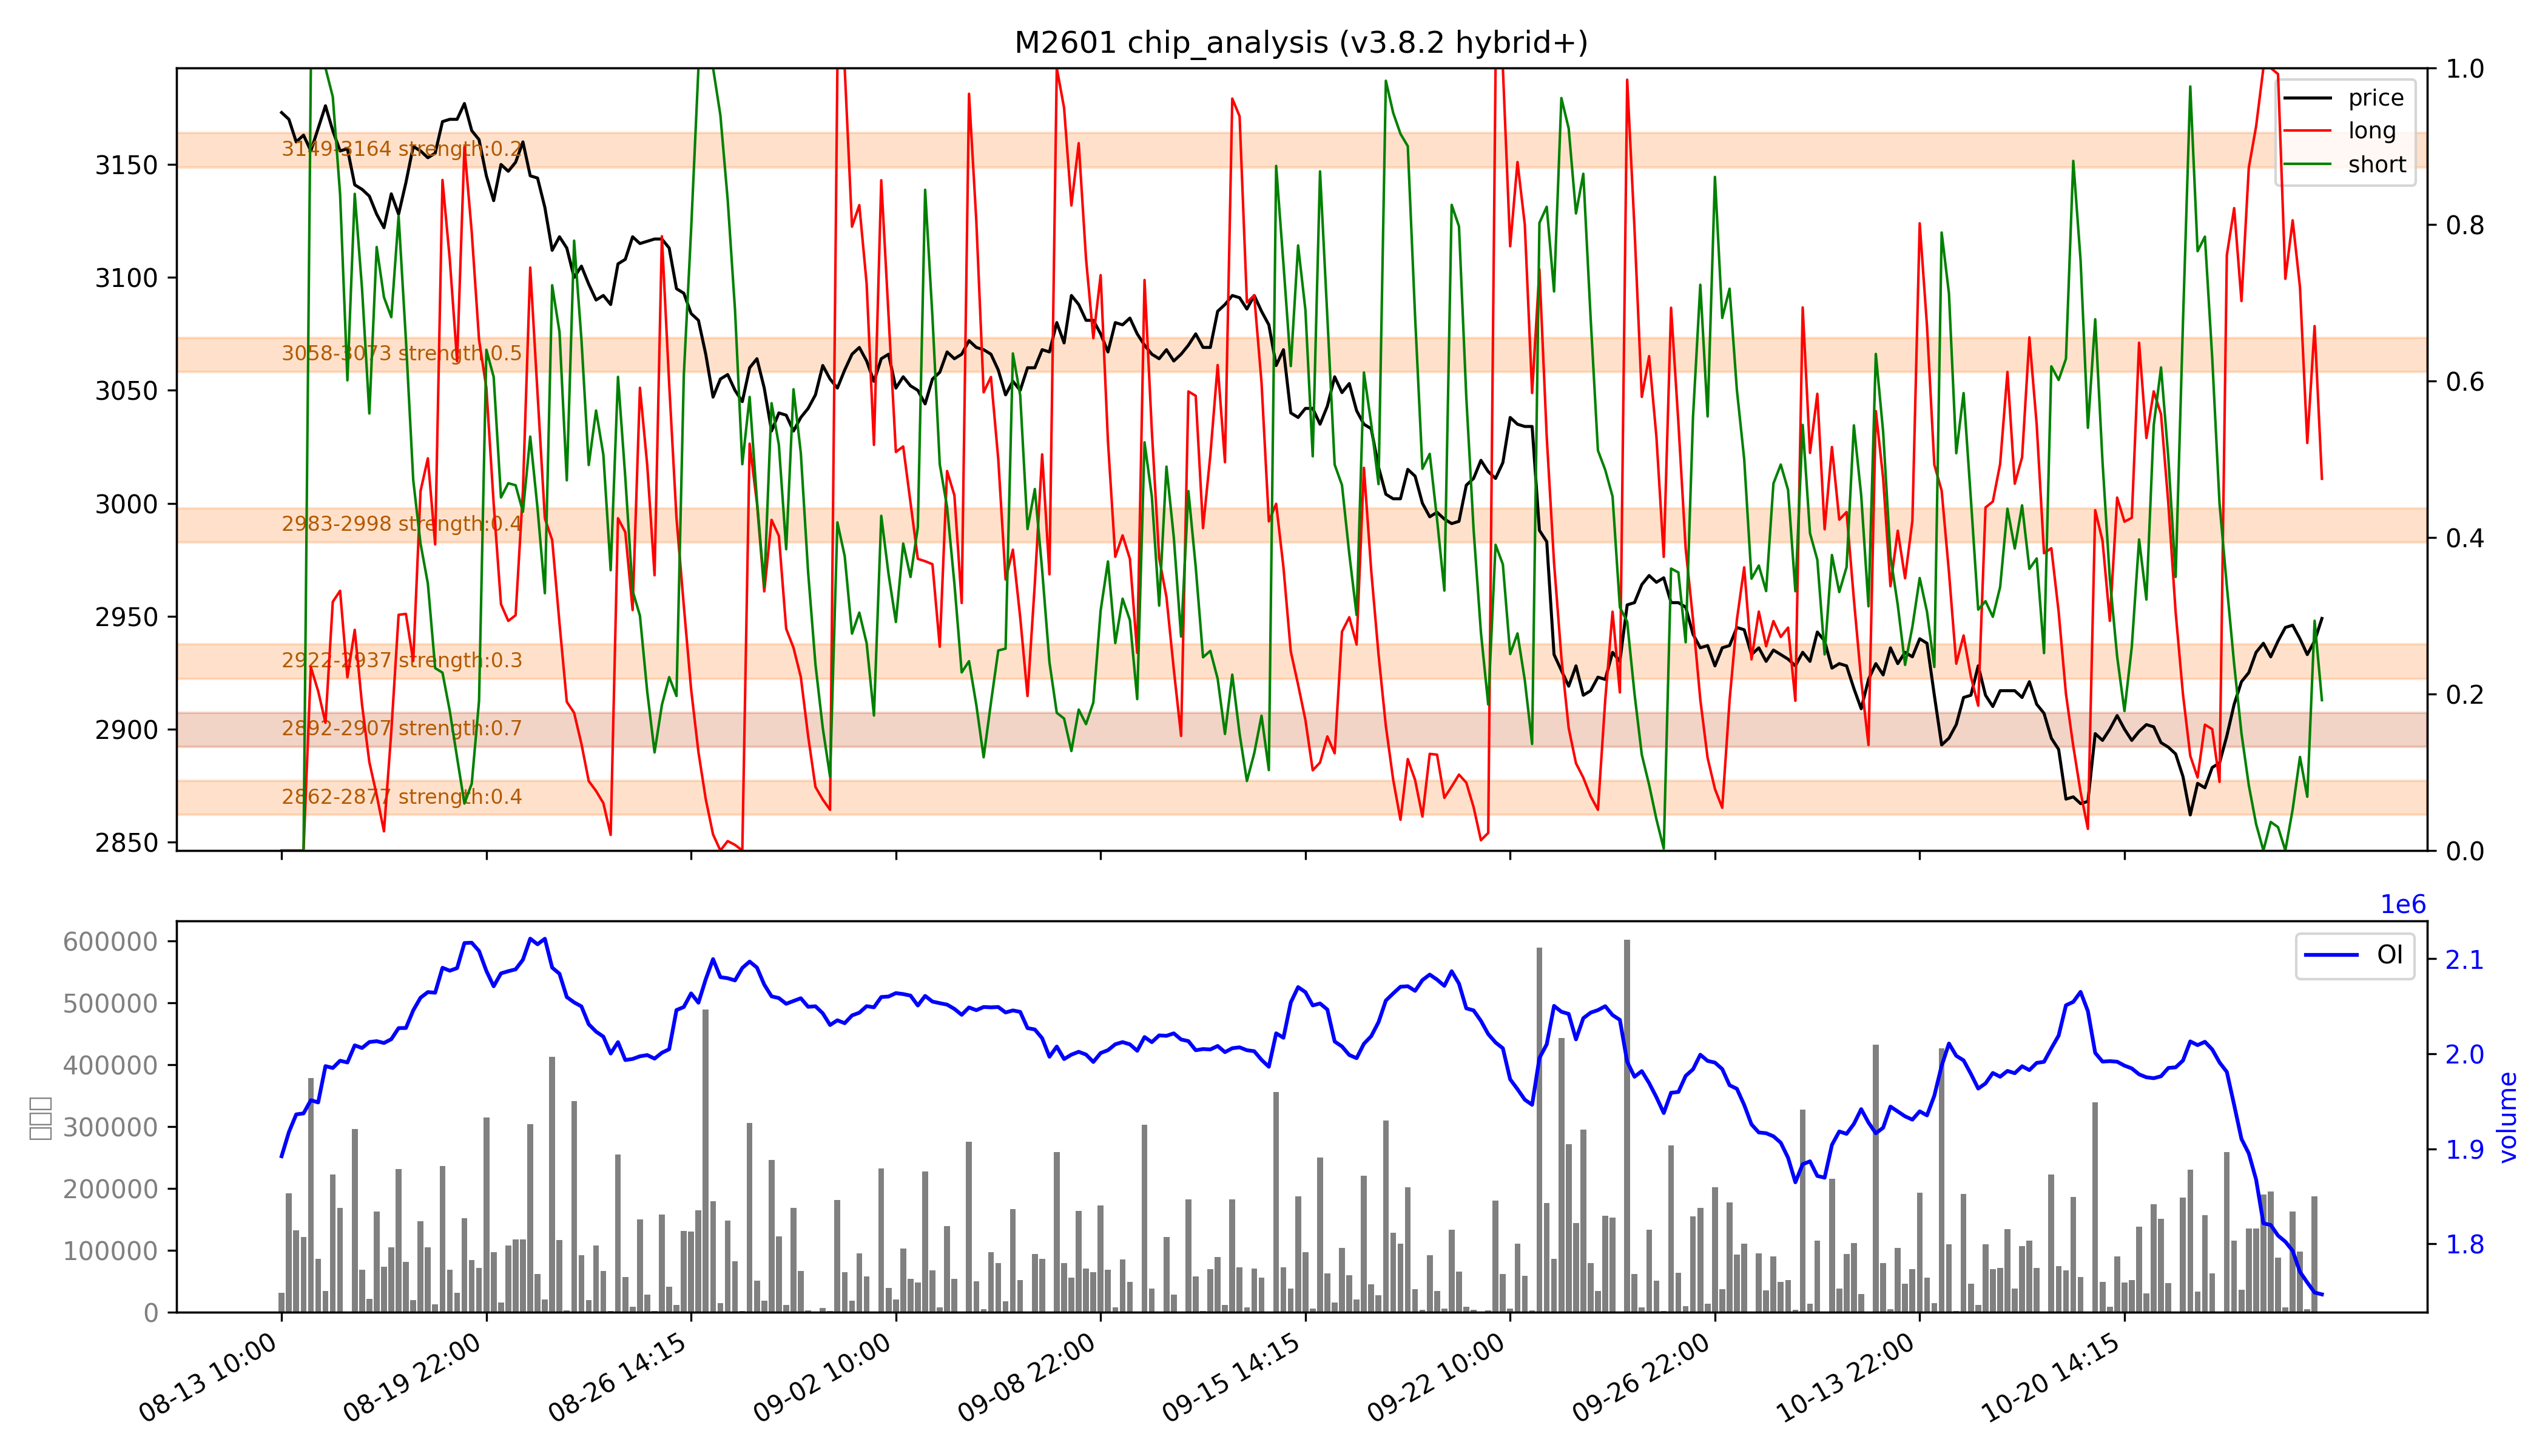 M2601 chip_analysis (v3.8.2 hybrid+)
price
long
short
3149-3164 strength:0.2
3058-3073 strength:0.5
2983-2998 strength:0.4
2922-2937 strength:0.3
2892-2907 strength:0.7
2862-2877 strength:0.4
3150
3100
3050
3000
2950
2900
2850
1.0
0.8
0.6
0.4
0.2
0.0
1e6
OI
600000
500000
400000
300000
200000
100000
0
2.1
2.0
1.9
1.8
volume
08-13 10:00
08-19 22:00
08-26 14:15
09-02 10:00
09-08 22:00
09-15 14:15
09-22 10:00
09-26 22:00
10-13 22:00
10-20 14:15